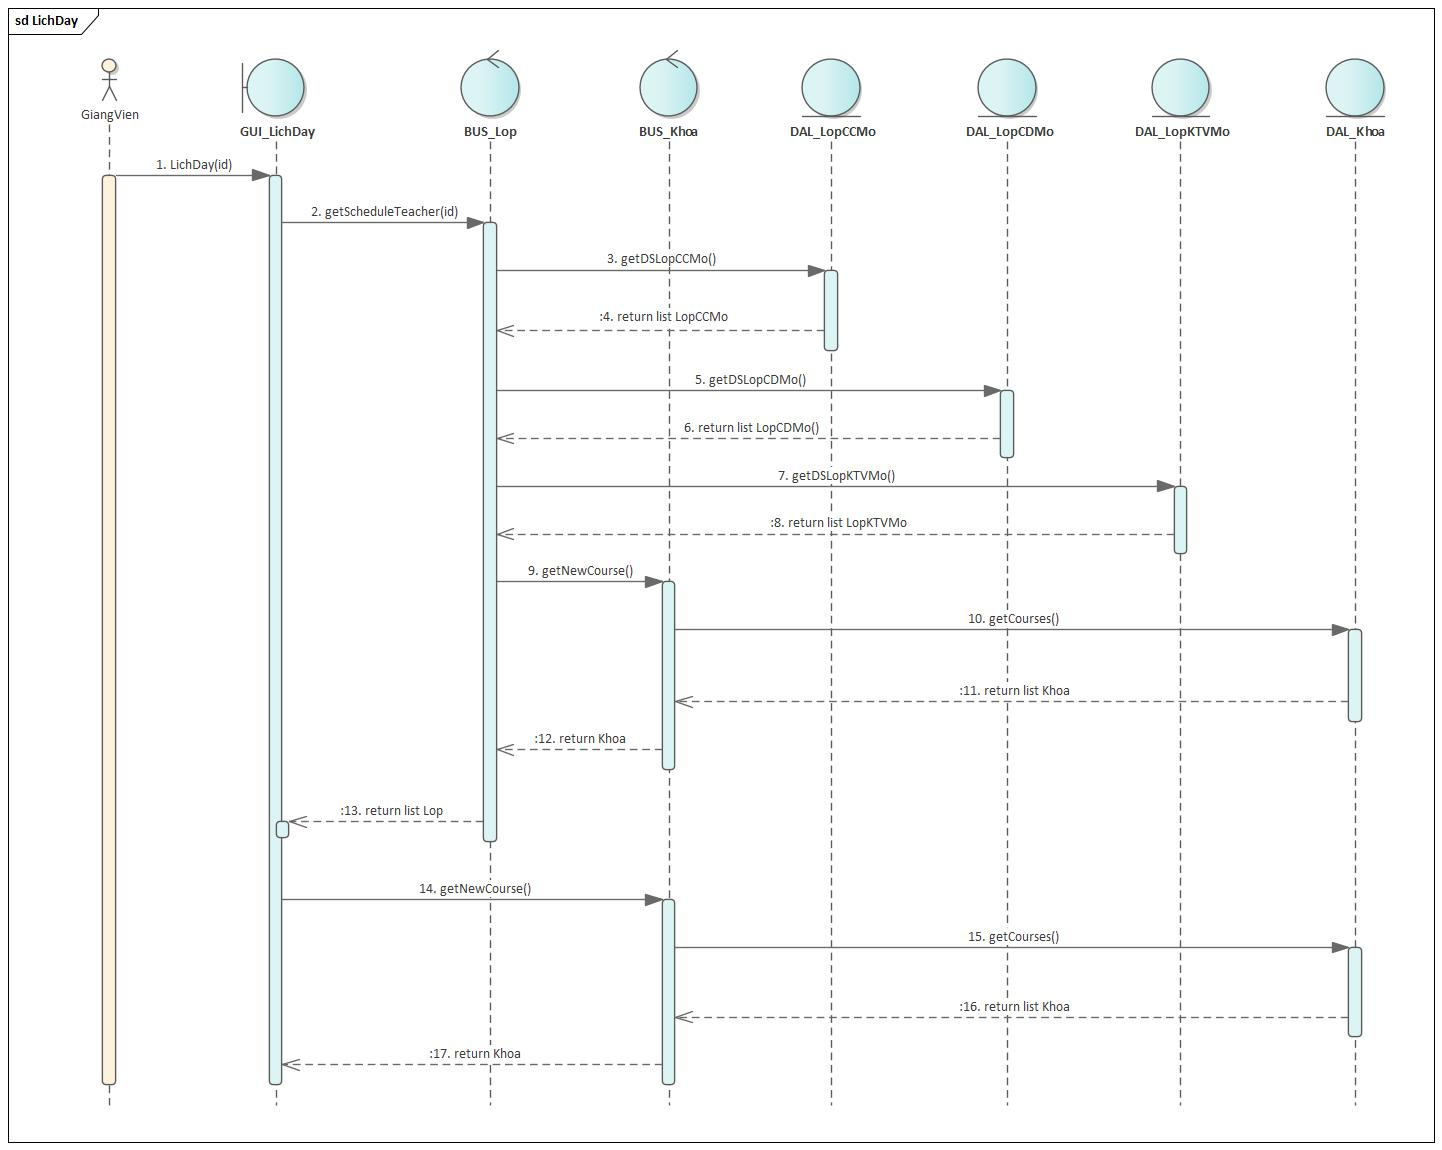 sd LichDay
GiangVien
GUI_LichDay
BUS_Lop
BUS_Khoa
DAL_LopCCMo
DAL_LopCDMo
DAL_LopKTVMo
DAL_Khoa
1. LichDay(id)
2. getScheduleTeacher(id)
3. getDSLopCCMo()
:4. return list LopCCMo
5. getDSLopCDMo()
6. return list LopCDMo()
7. getDSLopKTVMo()
:8. return list LopKTVMo
9. getNewCourse()
10. getCourses()
:11. return list Khoa
:12. return Khoa
:13. return list Lop
14. getNewCourse()
15. getCourses()
:16. return list Khoa
:17. return Khoa